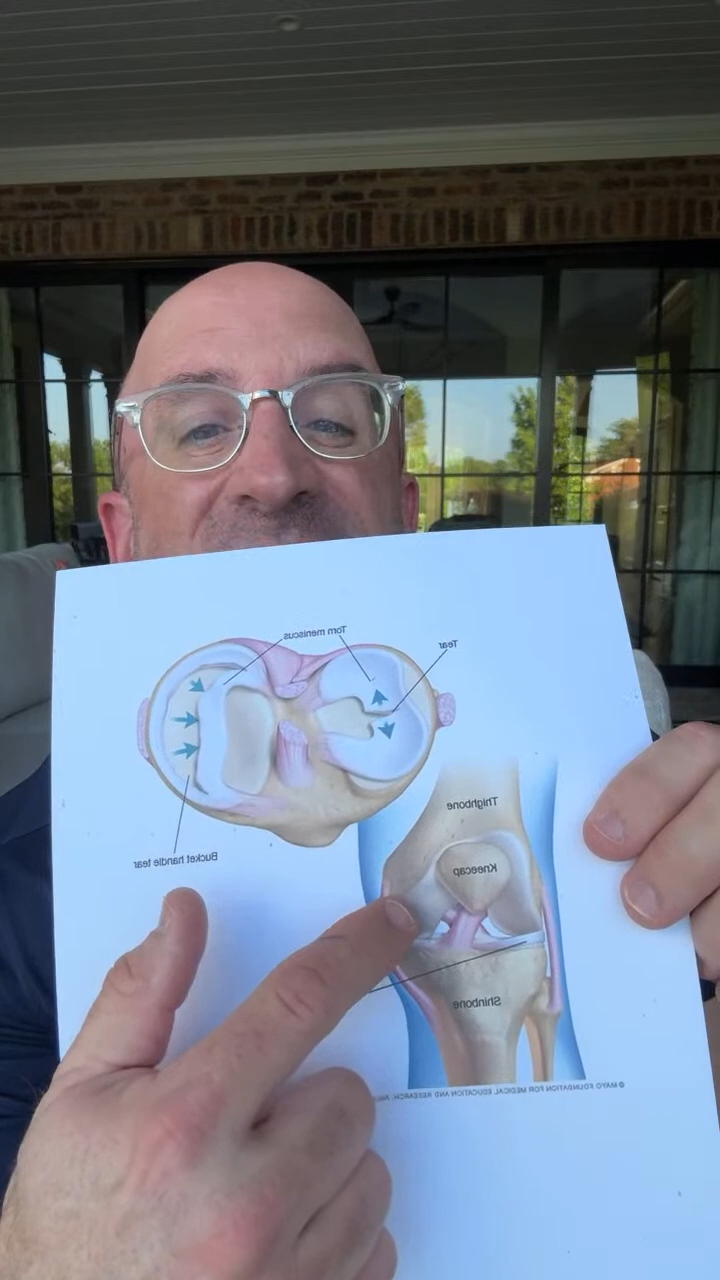 Torn meniscus
Tear
Bucket handle tear
Thighbone
Kneecap
Shinbone
© MAYO FOUNDATION FOR MEDICAL EDUCATION AND RESEARCH.